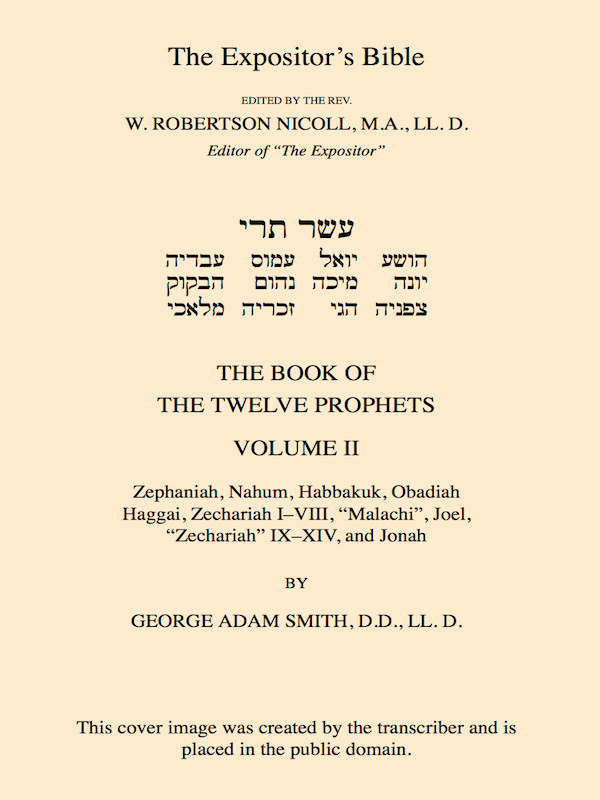 The Expositor’s Bible
EDITED BY THE REV.
W. ROBERTSON NICOLL, M.A., LL. D.
Editor of “The Expositor”
עשר תרי
הושע יואל עמוס עבדיה
יונה מיכה נהום הבקוק
צפניה הגי זכריה מלאכי
THE BOOK OF
THE TWELVE PROPHETS
VOLUME II
Zephaniah, Nahum, Habbakuk, Obadiah
Haggai, Zechariah I–VIII, “Malachi”, Joel,
“Zechariah” IX–XIV, and Jonah
BY
GEORGE ADAM SMITH, D.D., LL. D.
This cover image was created by the transcriber and is
placed in the public domain.